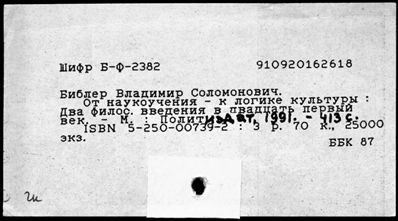 Шифр Б-Ф-2382 910920162618
Библер Владимир Соломонович.
От наукоучения - к логике культуры :
Два филос. введения в двадцать первый
век. - М. : Политиздат, 1991. - 413 с.
ISBN 5-250-00739-2 : 3 р. 70 к., 25000
экз.
ББК 87